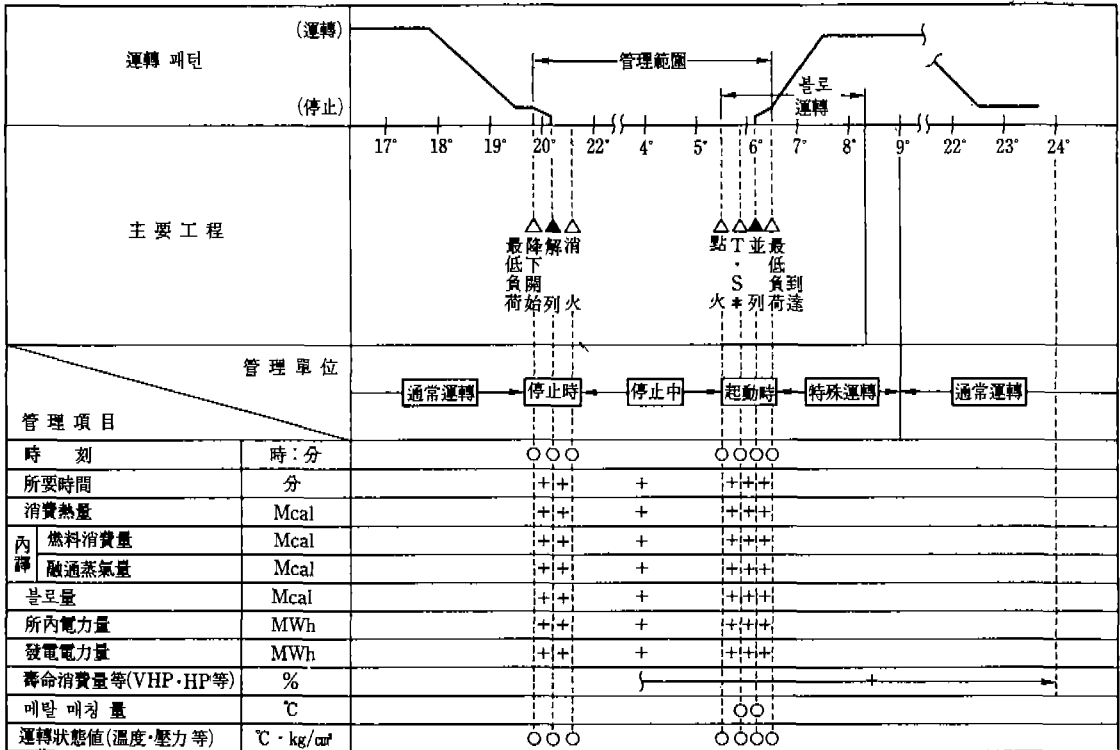 運轉 패턴
(運轉)
(停止)
管理範圍
블로
運轉
17° 18° 19° 20° 22° 4° 5° 6° 7° 8° 9° 22° 23° 24°
主要工程
最低負荷
降下開始
解列
消火
點火
T·S*
並列
最低負荷
到達
管理單位
管理項目
通常運轉 停止時 停止中 起動時 特殊運轉 通常運轉
時 刻 時:分 ○ ○ ○ ○ ○ ○ ○
所要時間 分 + + + + + +
消費熱量 Mcal + + + + + +
內譯
燃料消費量 Mcal + + + + + +
融通蒸氣量 Mcal + + + + + +
블로量 Mcal + + + + + +
所內電力量 MWh + + + + + +
發電電力量 MWh + + + + + +
壽命消費量等(VHP·HP等) % +
메탈 매칭 量 ℃ ○ ○
運轉狀態値(溫度·壓力 等) ℃·kg/㎠ ○ ○ ○ ○ ○ ○ ○